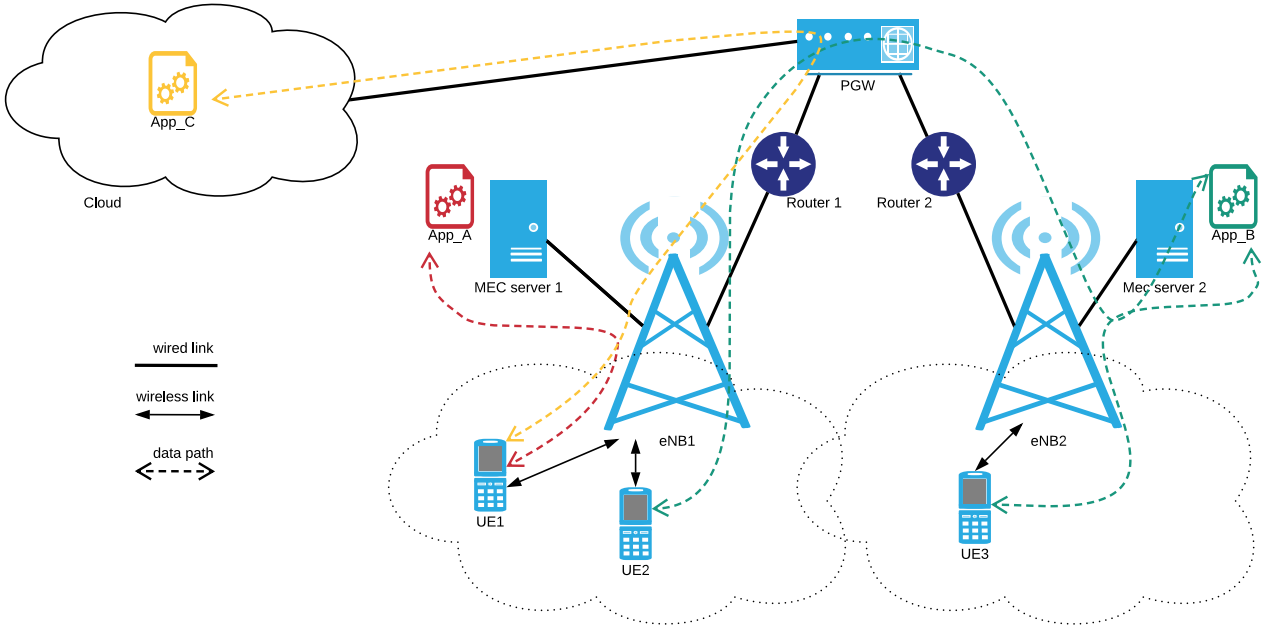 App_C
Cloud
PGW
Router 1
Router 2
App_A
App_B
MEC server 1
Mec server 2
wired link
wireless link
data path
eNB1
eNB2
UE1
UE2
UE3